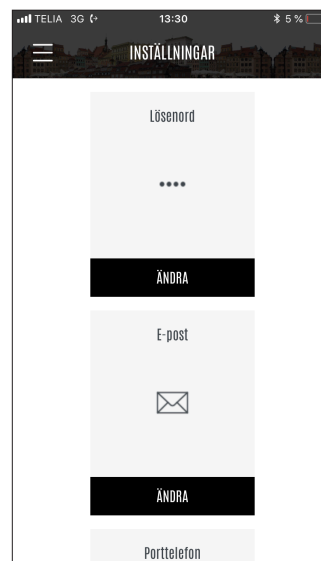 TELIA 3G 13:30 5 %
INSTÄLLNINGAR
Lösenord
ÄNDRA
E-post
ÄNDRA
Porttelefon